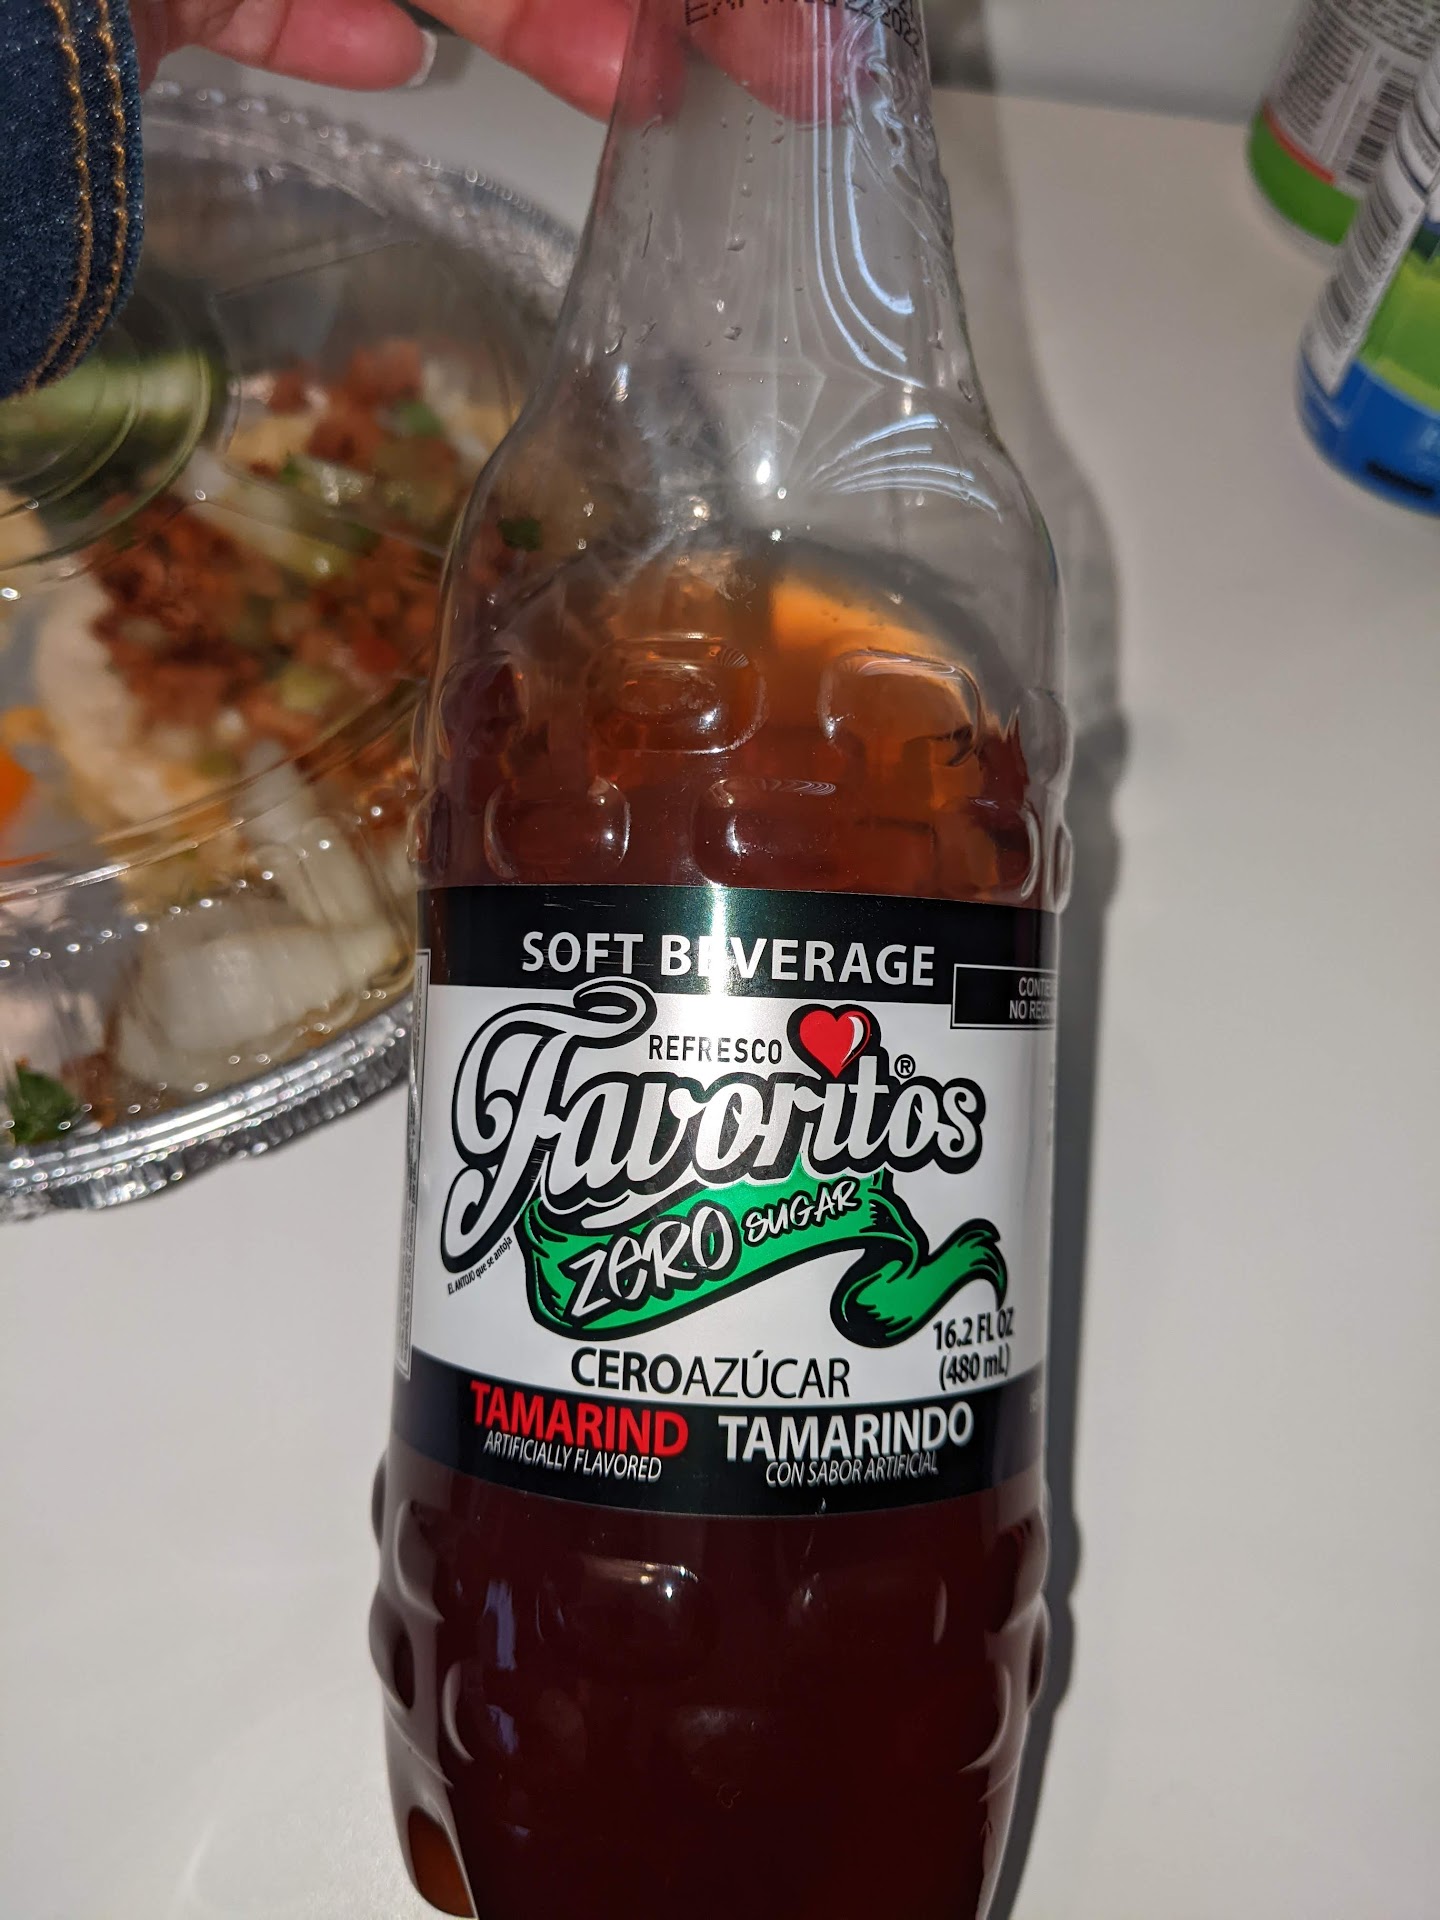 SOFT BEVERAGE
REFRESCO
Favoritos®
ZERO SUGAR
EL ANTOJO que se antoja
16.2 FL OZ
(480 mL)
CEROAZÚCAR
TAMARIND TAMARINDO
ARTIFICIALLY FLAVORED CON SABOR ARTIFICIAL